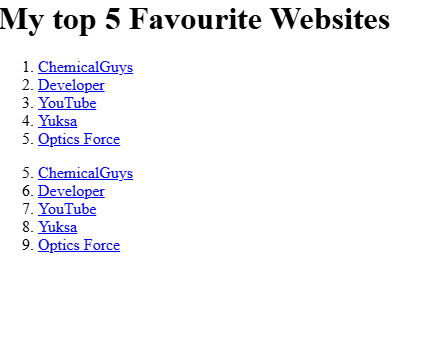 My top 5 Favourite Websites
1. ChemicalGuys
2. Developer
3. YouTube
4. Yuksa
5. Optics Force
5. ChemicalGuys
6. Developer
7. YouTube
8. Yuksa
9. Optics Force